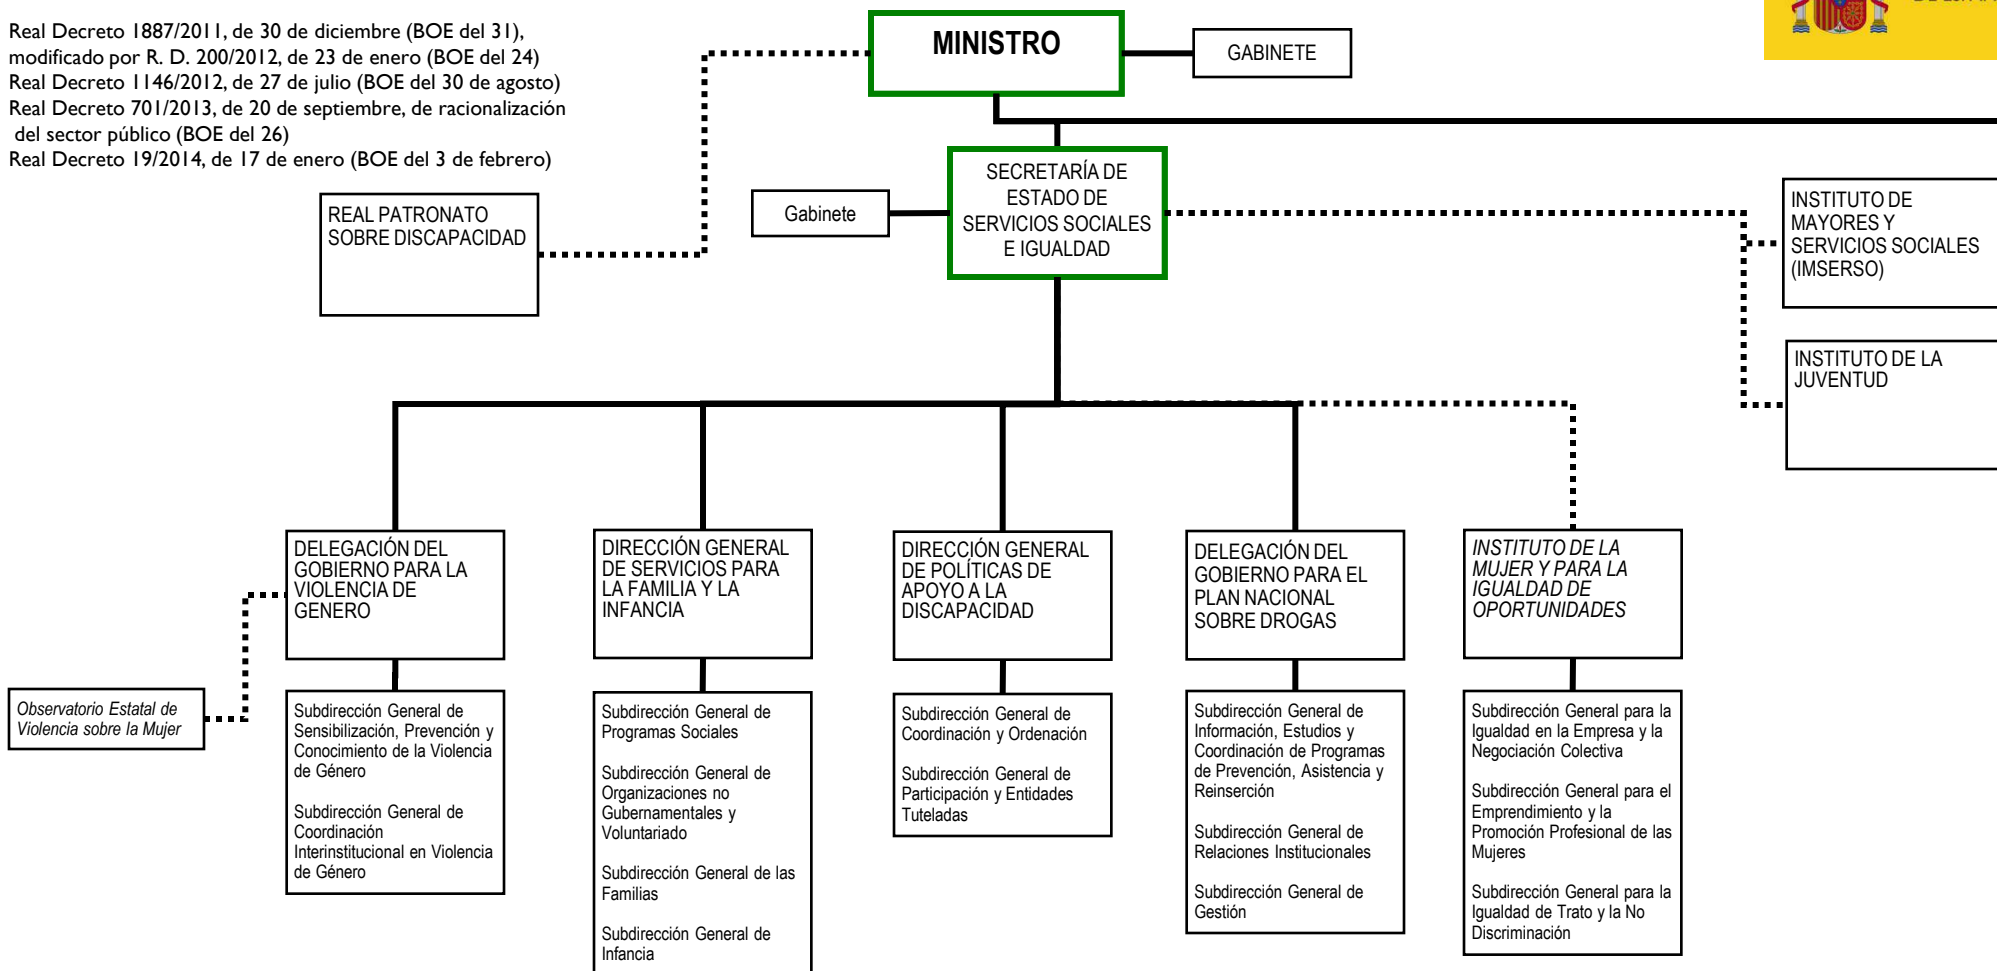 Real Decreto 1887/2011, de 30 de diciembre (BOE del 31),
modificado por R. D. 200/2012, de 23 de enero (BOE del 24)
Real Decreto 1146/2012, de 27 de julio (BOE del 30 de agosto)
Real Decreto 701/2013, de 20 de septiembre, de racionalización
del sector público (BOE del 26)
Real Decreto 19/2014, de 17 de enero (BOE del 3 de febrero)
MINISTRO
GABINETE
REAL PATRONATO
SOBRE DISCAPACIDAD
Gabinete
SECRETARÍA DE
ESTADO DE
SERVICIOS SOCIALES
E IGUALDAD
INSTITUTO DE
MAYORES Y
SERVICIOS SOCIALES
(IMSERSO)
INSTITUTO DE LA
JUVENTUD
DELEGACIÓN DEL
GOBIERNO PARA LA
VIOLENCIA DE
GENERO
DIRECCIÓN GENERAL
DE SERVICIOS PARA
LA FAMILIA Y LA
INFANCIA
DIRECCIÓN GENERAL
DE POLÍTICAS DE
APOYO A LA
DISCAPACIDAD
DELEGACIÓN DEL
GOBIERNO PARA EL
PLAN NACIONAL
SOBRE DROGAS
INSTITUTO DE LA
MUJER Y PARA LA
IGUALDAD DE
OPORTUNIDADES
Observatorio Estatal de
Violencia sobre la Mujer
Subdirección General de
Sensibilización, Prevención y
Conocimiento de la Violencia
de Género
Subdirección General de
Coordinación
Interinstitucional en Violencia
de Género
Subdirección General de
Programas Sociales
Subdirección General de
Organizaciones no
Gubernamentales y
Voluntariado
Subdirección General de las
Familias
Subdirección General de
Infancia
Subdirección General de
Coordinación y Ordenación
Subdirección General de
Participación y Entidades
Tuteladas
Subdirección General de
Información, Estudios y
Coordinación de Programas
de Prevención, Asistencia y
Reinserción
Subdirección General de
Relaciones Institucionales
Subdirección General de
Gestión
Subdirección General para la
Igualdad en la Empresa y la
Negociación Colectiva
Subdirección General para el
Emprendimiento y la
Promoción Profesional de las
Mujeres
Subdirección General para la
Igualdad de Trato y la No
Discriminación